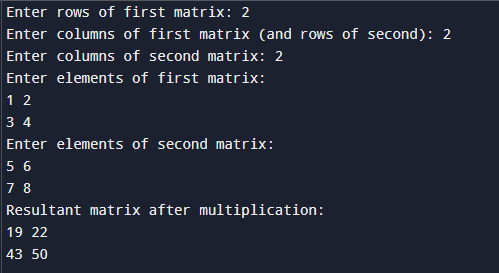 Enter rows of first matrix: 2
Enter columns of first matrix (and rows of second): 2
Enter columns of second matrix: 2
Enter elements of first matrix:
1 2
3 4
Enter elements of second matrix:
5 6
7 8
Resultant matrix after multiplication:
19 22
43 50